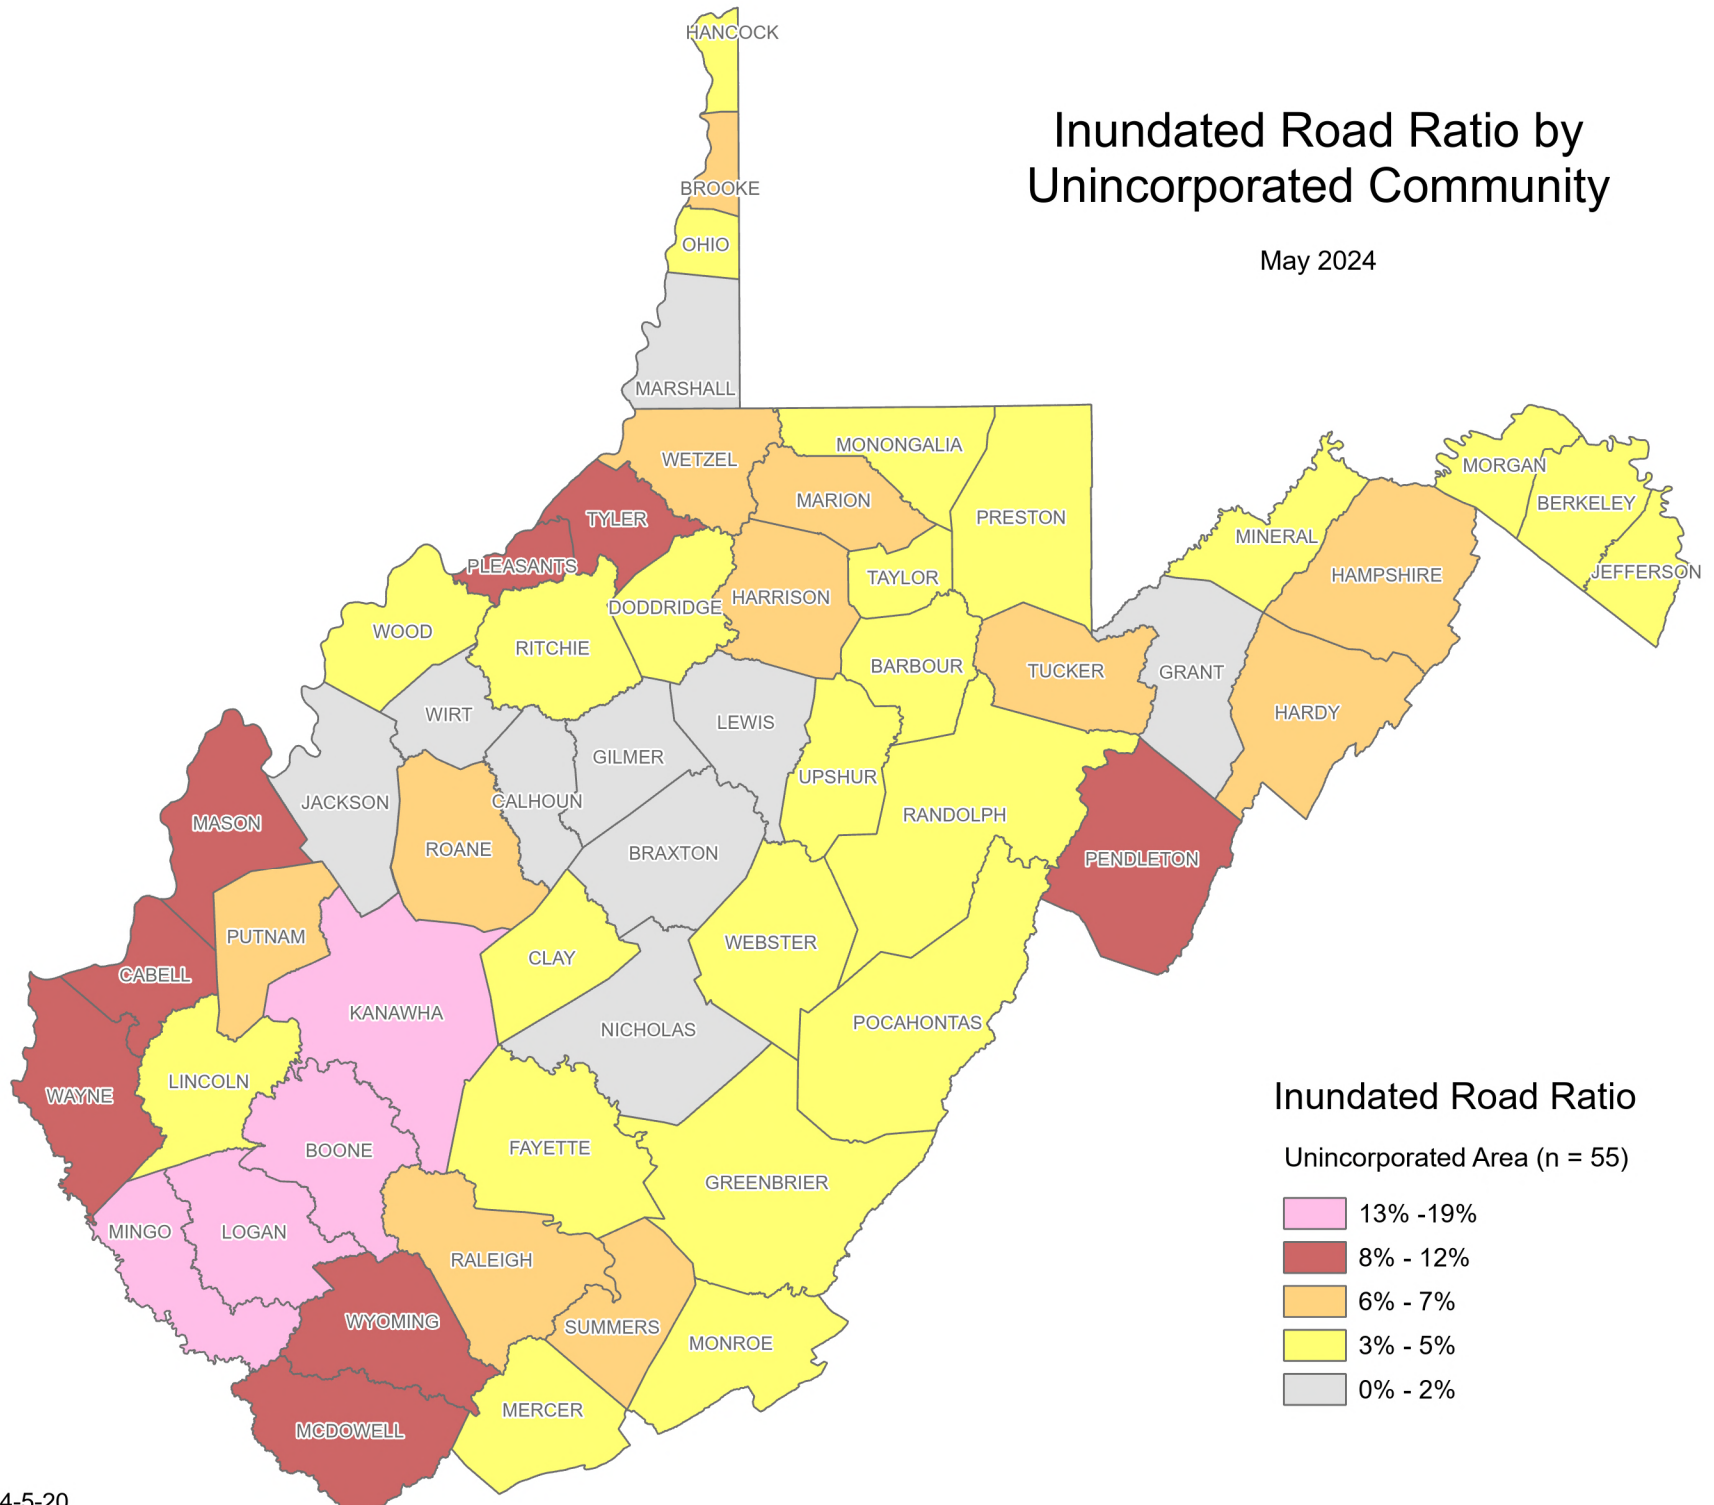 HANCOCK
Inundated Road Ratio by
Unincorporated Community
BROOKE
OHIO
May 2024
MARSHALL
WETZEL
MONONGALIA
MORGAN
MARION
BERKELEY
TYLER
PRESTON
MINERAL
PLEASANTS
TAYLOR
HAMPSHIRE
JEFFERSON
DODDRIDGE
HARRISON
WOOD
RITCHIE
BARBOUR
TUCKER
GRANT
WIRT
LEWIS
HARDY
GILMER
UPSHUR
JACKSON
CALHOUN
MASON
RANDOLPH
ROANE
BRAXTON
PENDLETON
PUTNAM
WEBSTER
CLAY
CABELL
KANAWHA
NICHOLAS
POCAHONTAS
LINCOLN
WAYNE
Inundated Road Ratio
BOONE
FAYETTE
Unincorporated Area (n = 55)
GREENBRIER
13% -19%
MINGO
LOGAN
RALEIGH
8% - 12%
6% - 7%
WYOMING
SUMMERS
MONROE
3% - 5%
0% - 2%
MERCER
MCDOWELL
4-5-20